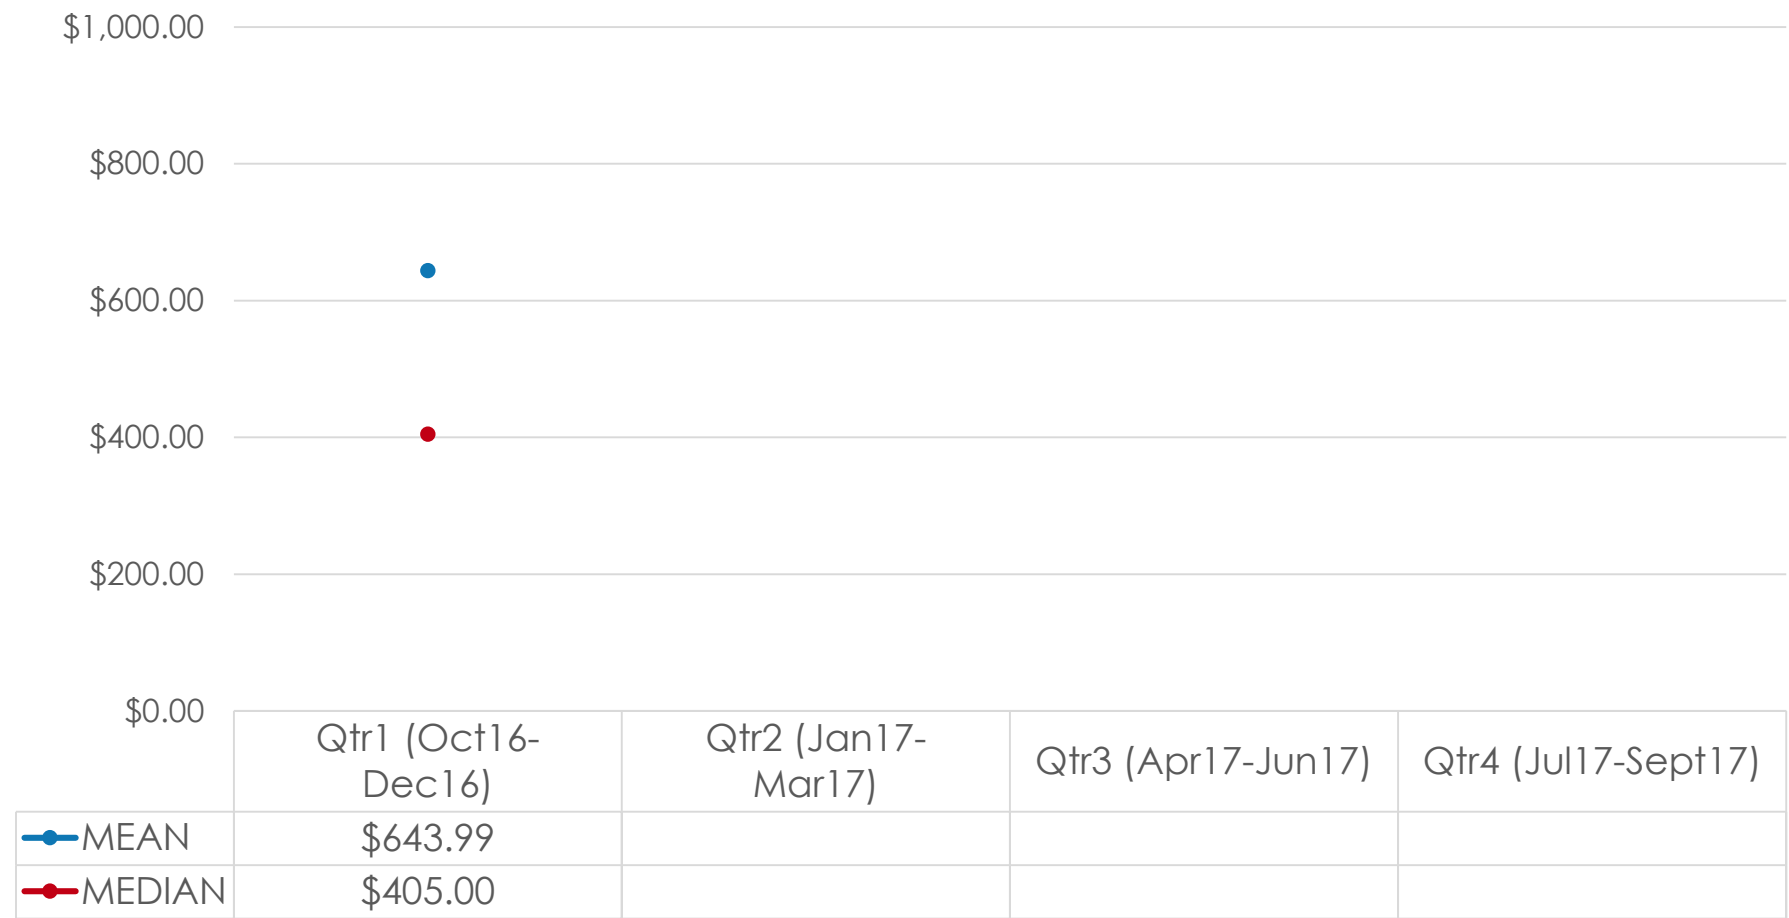 $1,000.00
$800.00
$600.00
$400.00
$200.00
$0.00
Qtr1 (Oct16-
Dec16)
Qtr2 (Jan17-
Mar17)
Qtr3 (Apr17-Jun17)
Qtr4 (Jul17-Sept17)
MEAN $643.99
MEDIAN $405.00